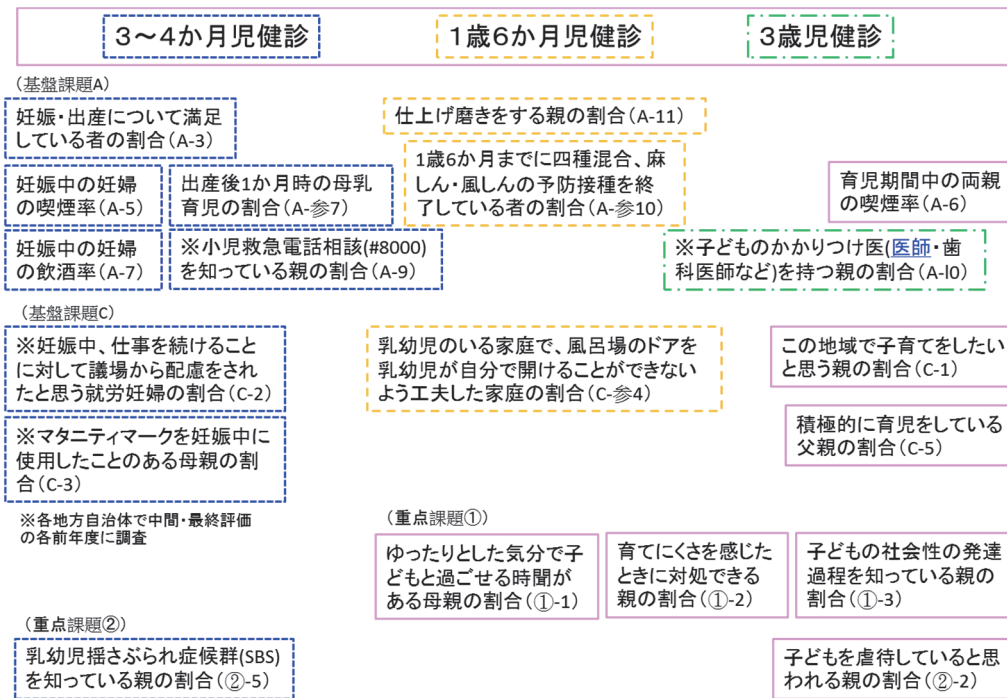 3~4か月児健診
1歳6か月児健診
3歳児健診
(基盤課題A)
妊娠・出産について満足
している者の割合(A-3)
仕上げ磨きをする親の割合(A-11)
妊娠中の妊婦
の喫煙率(A-5)
出産後1か月時の母乳
育児の割合(A-参7)
1歳6か月までに四種混合、麻
しん・風しんの予防接種を終
了している者の割合(A-参10)
育児期間中の両親
の喫煙率(A-6)
妊娠中の妊婦
の飲酒率(A-7)
※小児救急電話相談(#8000)
を知っている親の割合(A-9)
※子どものかかりつけ医(医師・歯
科医師など)を持つ親の割合(A-l0)
(基盤課題C)
※妊娠中、仕事を続けること
に対して議場から配慮をされ
たと思う就労妊婦の割合(C-2)
乳幼児のいる家庭で、風呂場のドアを
乳幼児が自分で開けることができない
よう工夫した家庭の割合(C-参4)
この地域で子育てをしたい
と思う親の割合(C-1)
※マタニティマークを妊娠中に
使用したことのある母親の割
合(C-3)
積極的に育児をしている
父親の割合(C-5)
※各地方自治体で中間・最終評価
の各前年度に調査
(重点課題①)
ゆったりとした気分で子
どもと過ごせる時間が
ある母親の割合(①-1)
育てにくさを感じた
ときに対処できる
親の割合(①-2)
子どもの社会性の発達
過程を知っている親の
割合(①-3)
(重点課題②)
乳幼児揺さぶられ症候群(SBS)
を知っている親の割合(②-5)
子どもを虐待していると思
われる親の割合(②-2)